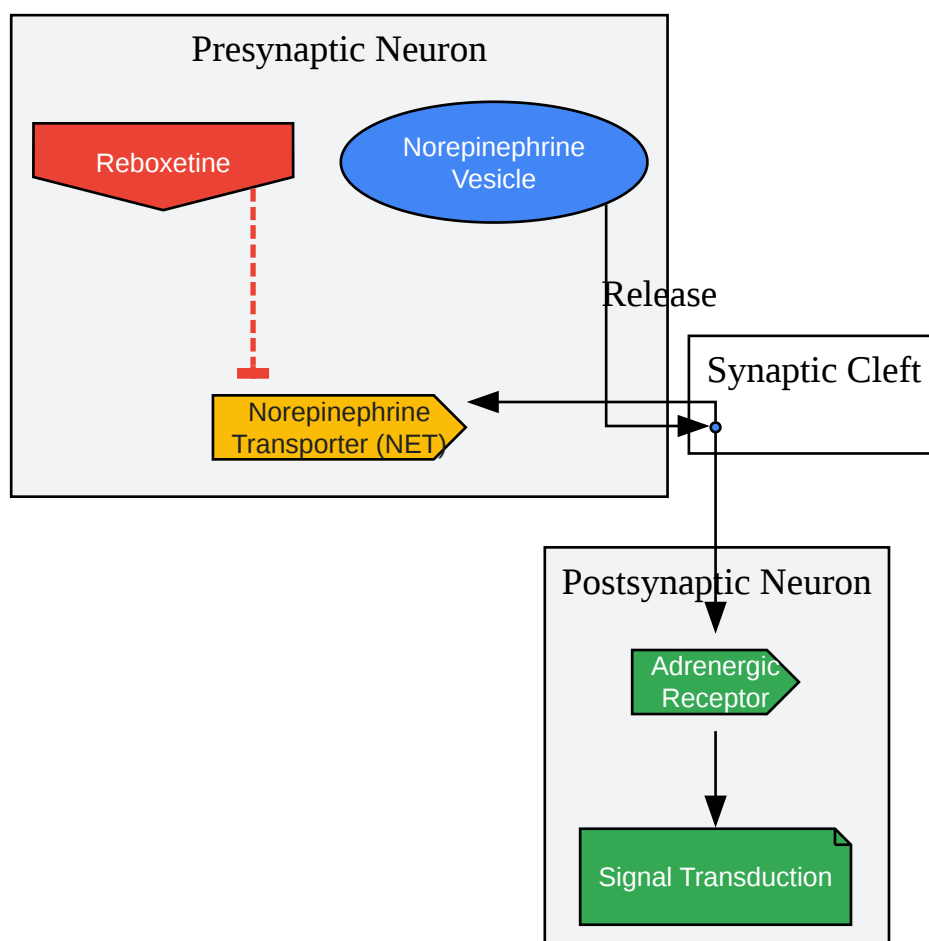 Presynaptic Neuron
Reboxetine
Norepinephrine
Vesicle
Release
Synaptic Cleft
Norepinephrine
Transporter (NET)
Postsynaptic Neuron
Adrenergic
Receptor
Signal Transduction